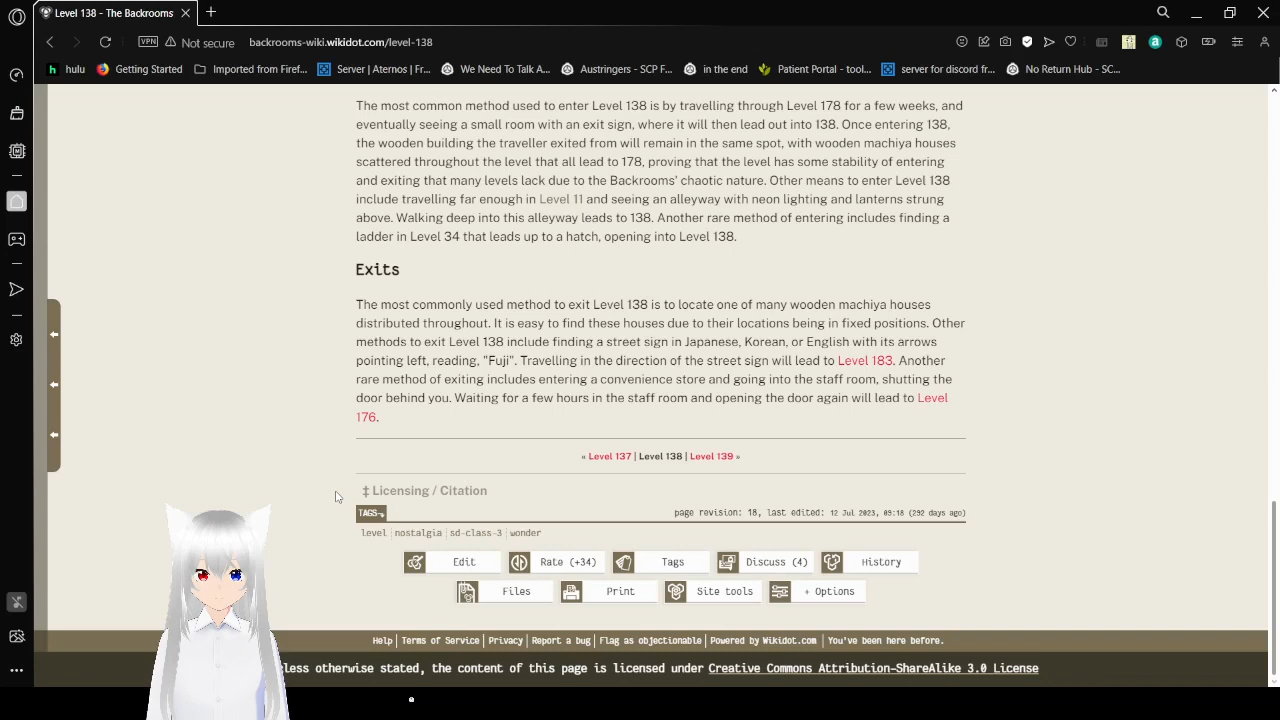 Level 138 - The Backrooms
VPN Not secure backrooms-wiki.wikidot.com/level-138
hulu Getting Started Imported from Firef... Server | Aternos | Fr... We Need To Talk A... Austringers - SCP F... in the end Patient Portal - tool... server for discord fr... No Return Hub - SC...
The most common method used to enter Level 138 is by travelling through Level 178 for a few weeks, and
eventually seeing a small room with an exit sign, where it will then lead out into 138. Once entering 138,
the wooden building the traveller exited from will remain in the same spot, with wooden machiya houses
scattered throughout the level that all lead to 178, proving that the level has some stability of entering
and exiting that many levels lack due to the Backrooms' chaotic nature. Other means to enter Level 138
include travelling far enough in Level 11 and seeing an alleyway with neon lighting and lanterns strung
above. Walking deep into this alleyway leads to 138. Another rare method of entering includes finding a
ladder in Level 34 that leads up to a hatch, opening into Level 138.
Exits
The most commonly used method to exit Level 138 is to locate one of many wooden machiya houses
distributed throughout. It is easy to find these houses due to their locations being in fixed positions. Other
methods to exit Level 138 include finding a street sign in Japanese, Korean, or English with its arrows
pointing left, reading, "Fuji". Travelling in the direction of the street sign will lead to Level 183. Another
rare method of exiting includes entering a convenience store and going into the staff room, shutting the
door behind you. Waiting for a few hours in the staff room and opening the door again will lead to Level
176.
« Level 137 | Level 138 | Level 139 »
‡ Licensing / Citation
TAGS page revision: 18, last edited: 12 Jul 2023, 09:18 (292 days ago)
level nostalgia sd-class-3 wonder
Edit Rate (+34) Tags Discuss (4) History
Files Print Site tools + Options
Help | Terms of Service | Privacy | Report a bug | Flag as objectionable | Powered by Wikidot.com | You've been here before.
less otherwise stated, the content of this page is licensed under Creative Commons Attribution-ShareAlike 3.0 License